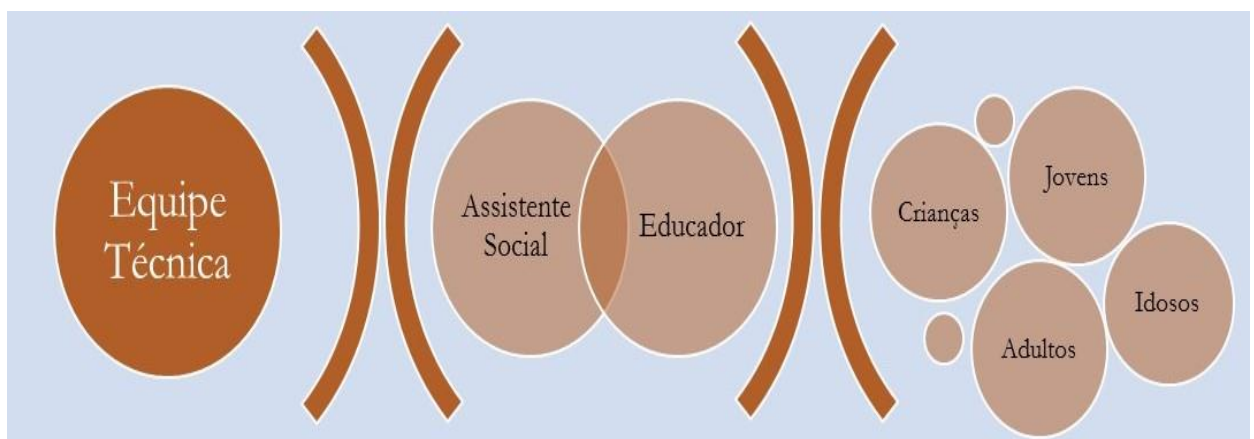 Equipe
Técnica
Assistente
Social
Educador
Crianças
Jovens
Adultos
Idosos